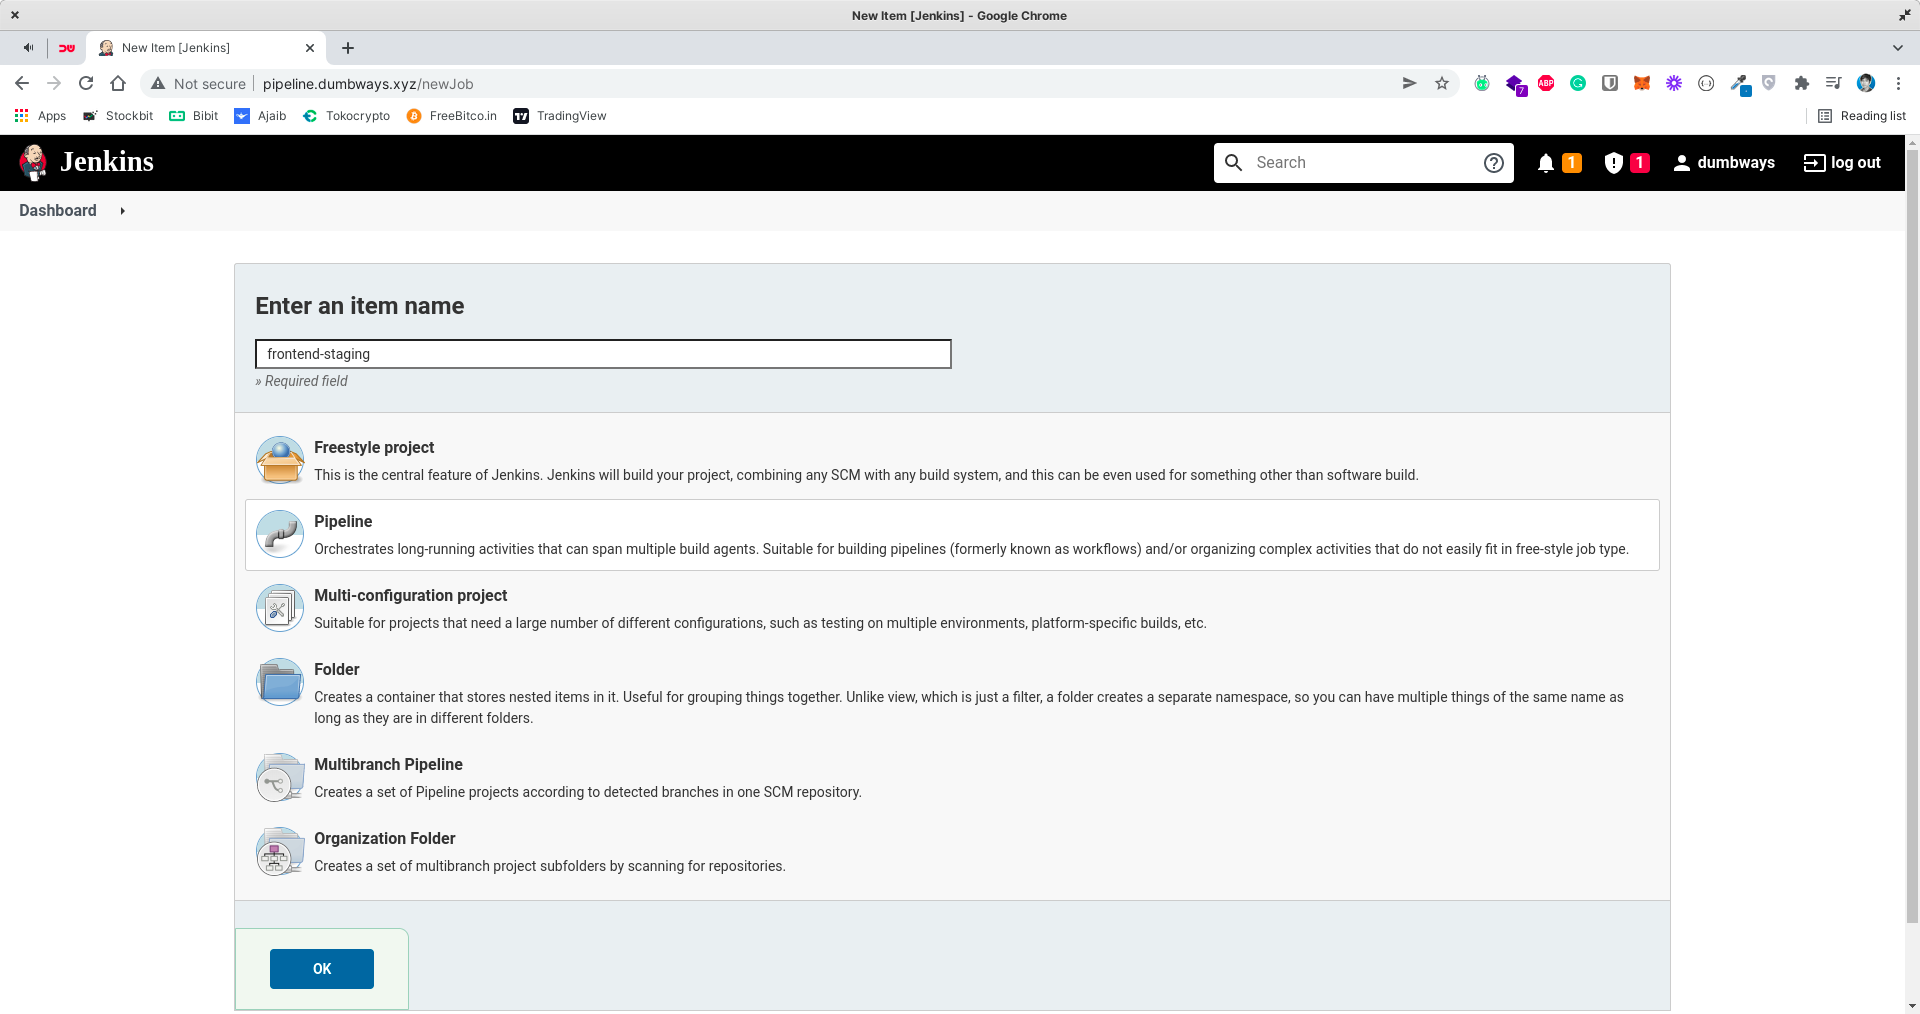 New Item [Jenkins] - Google Chrome
New Item [Jenkins]
Not secure
pipeline.dumbways.xyz/newJob
7
ABP
Apps
Stockbit
Bibit
Ajaib
Tokocrypto
FreeBitco.in
TradingView
Reading list
Jenkins
Search
1
1
dumbways
log out
Dashboard
Enter an item name
frontend-staging
» Required field
Freestyle project
This is the central feature of Jenkins. Jenkins will build your project, combining any SCM with any build system, and this can be even used for something other than software build.
Pipeline
Orchestrates long-running activities that can span multiple build agents. Suitable for building pipelines (formerly known as workflows) and/or organizing complex activities that do not easily fit in free-style job type.
Multi-configuration project
Suitable for projects that need a large number of different configurations, such as testing on multiple environments, platform-specific builds, etc.
Folder
Creates a container that stores nested items in it. Useful for grouping things together. Unlike view, which is just a filter, a folder creates a separate namespace, so you can have multiple things of the same name as
long as they are in different folders.
Multibranch Pipeline
Creates a set of Pipeline projects according to detected branches in one SCM repository.
Organization Folder
Creates a set of multibranch project subfolders by scanning for repositories.
OK